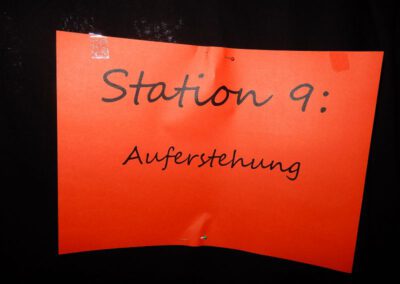 Station 9:
Auferstehung